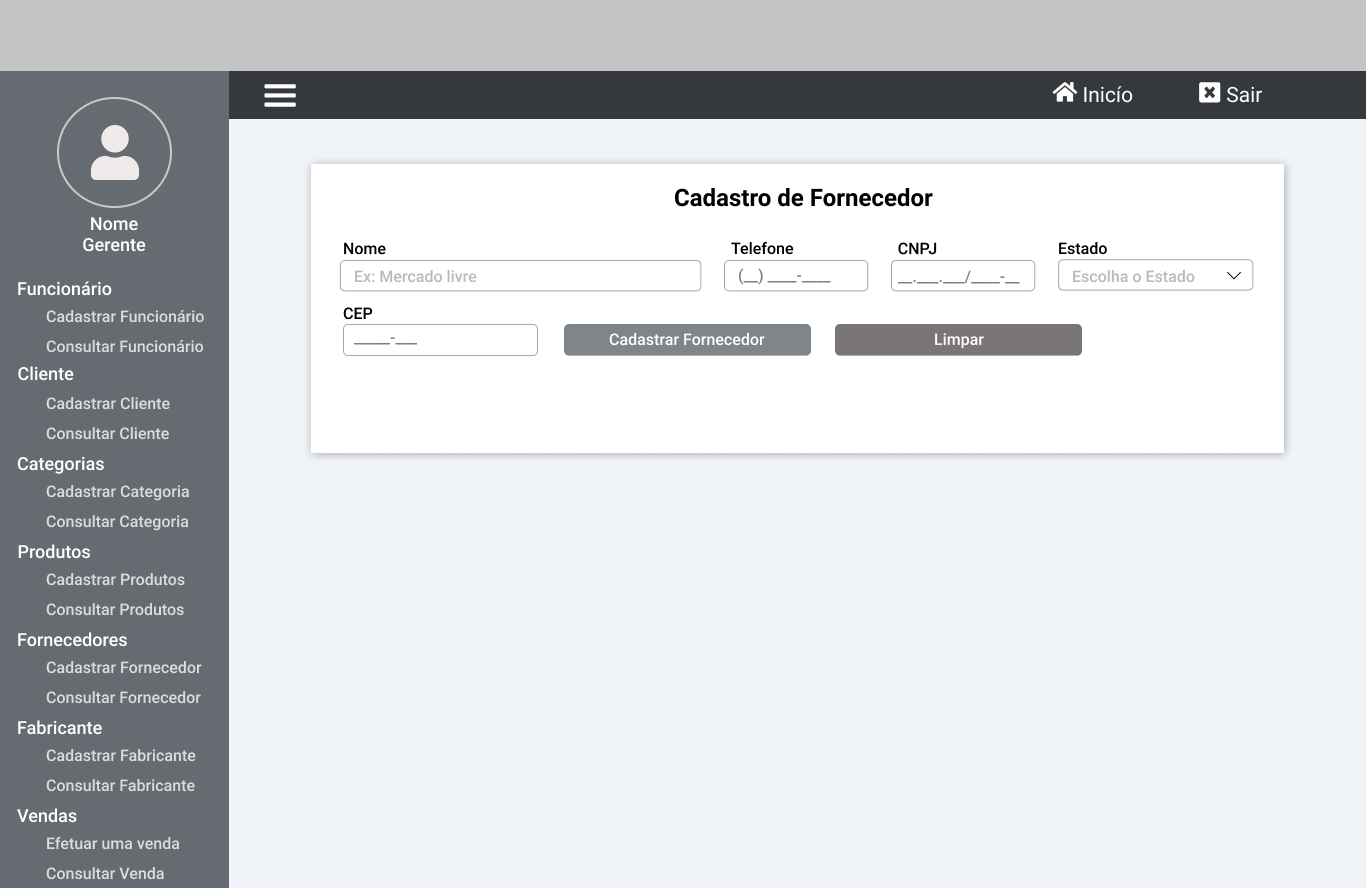 Inicío
Sair
Nome
Gerente
Funcionário
Cadastrar Funcionário
Consultar Funcionário
Cliente
Cadastrar Cliente
Consultar Cliente
Categorias
Cadastrar Categoria
Consultar Categoria
Produtos
Cadastrar Produtos
Consultar Produtos
Fornecedores
Cadastrar Fornecedor
Consultar Fornecedor
Fabricante
Cadastrar Fabricante
Consultar Fabricante
Vendas
Efetuar uma venda
Consultar Venda
Cadastro de Fornecedor
Nome
Telefone
CNPJ
Estado
Ex: Mercado livre
(__) ____-____
__.___.___/____-__
Escolha o Estado
CEP
_____-___
Cadastrar Fornecedor
Limpar